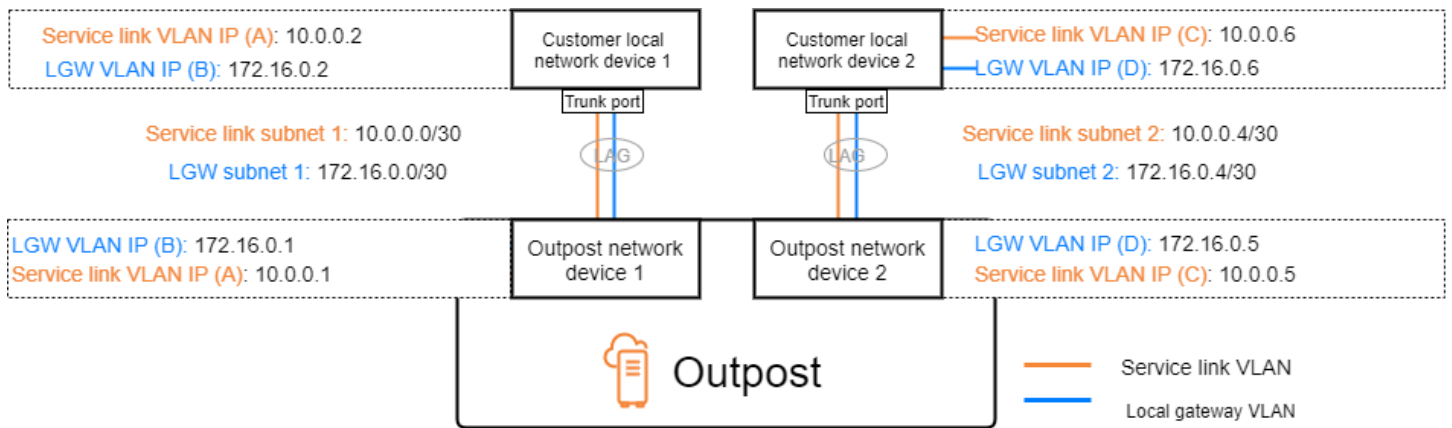 Service link VLAN IP (A): 10.0.0.2
LGW VLAN IP (B): 172.16.0.2
Customer local
network device 1
Trunk port
Customer local
network device 2
Trunk port
Service link VLAN IP (C): 10.0.0.6
LGW VLAN IP (D): 172.16.0.6
Service link subnet 1: 10.0.0.0/30
LGW subnet 1: 172.16.0.0/30
LAG
LAG
Service link subnet 2: 10.0.0.4/30
LGW subnet 2: 172.16.0.4/30
LGW VLAN IP (B): 172.16.0.1
Service link VLAN IP (A): 10.0.0.1
Outpost network
device 1
Outpost network
device 2
LGW VLAN IP (D): 172.16.0.5
Service link VLAN IP (C): 10.0.0.5
Outpost
Service link VLAN
Local gateway VLAN